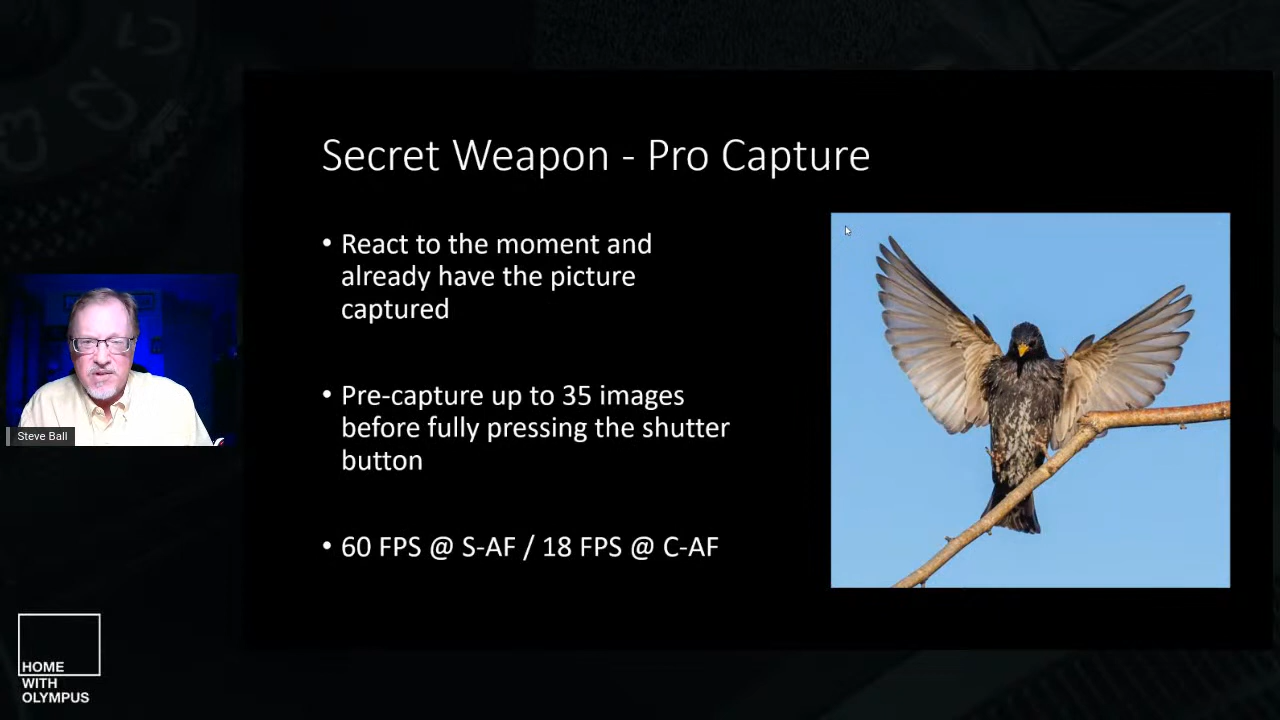 Secret Weapon - Pro Capture
• React to the moment and
already have the picture
captured
• Pre-capture up to 35 images
before fully pressing the shutter
button
• 60 FPS @ S-AF / 18 FPS @ C-AF
Steve Ball
HOME
WITH
OLYMPUS